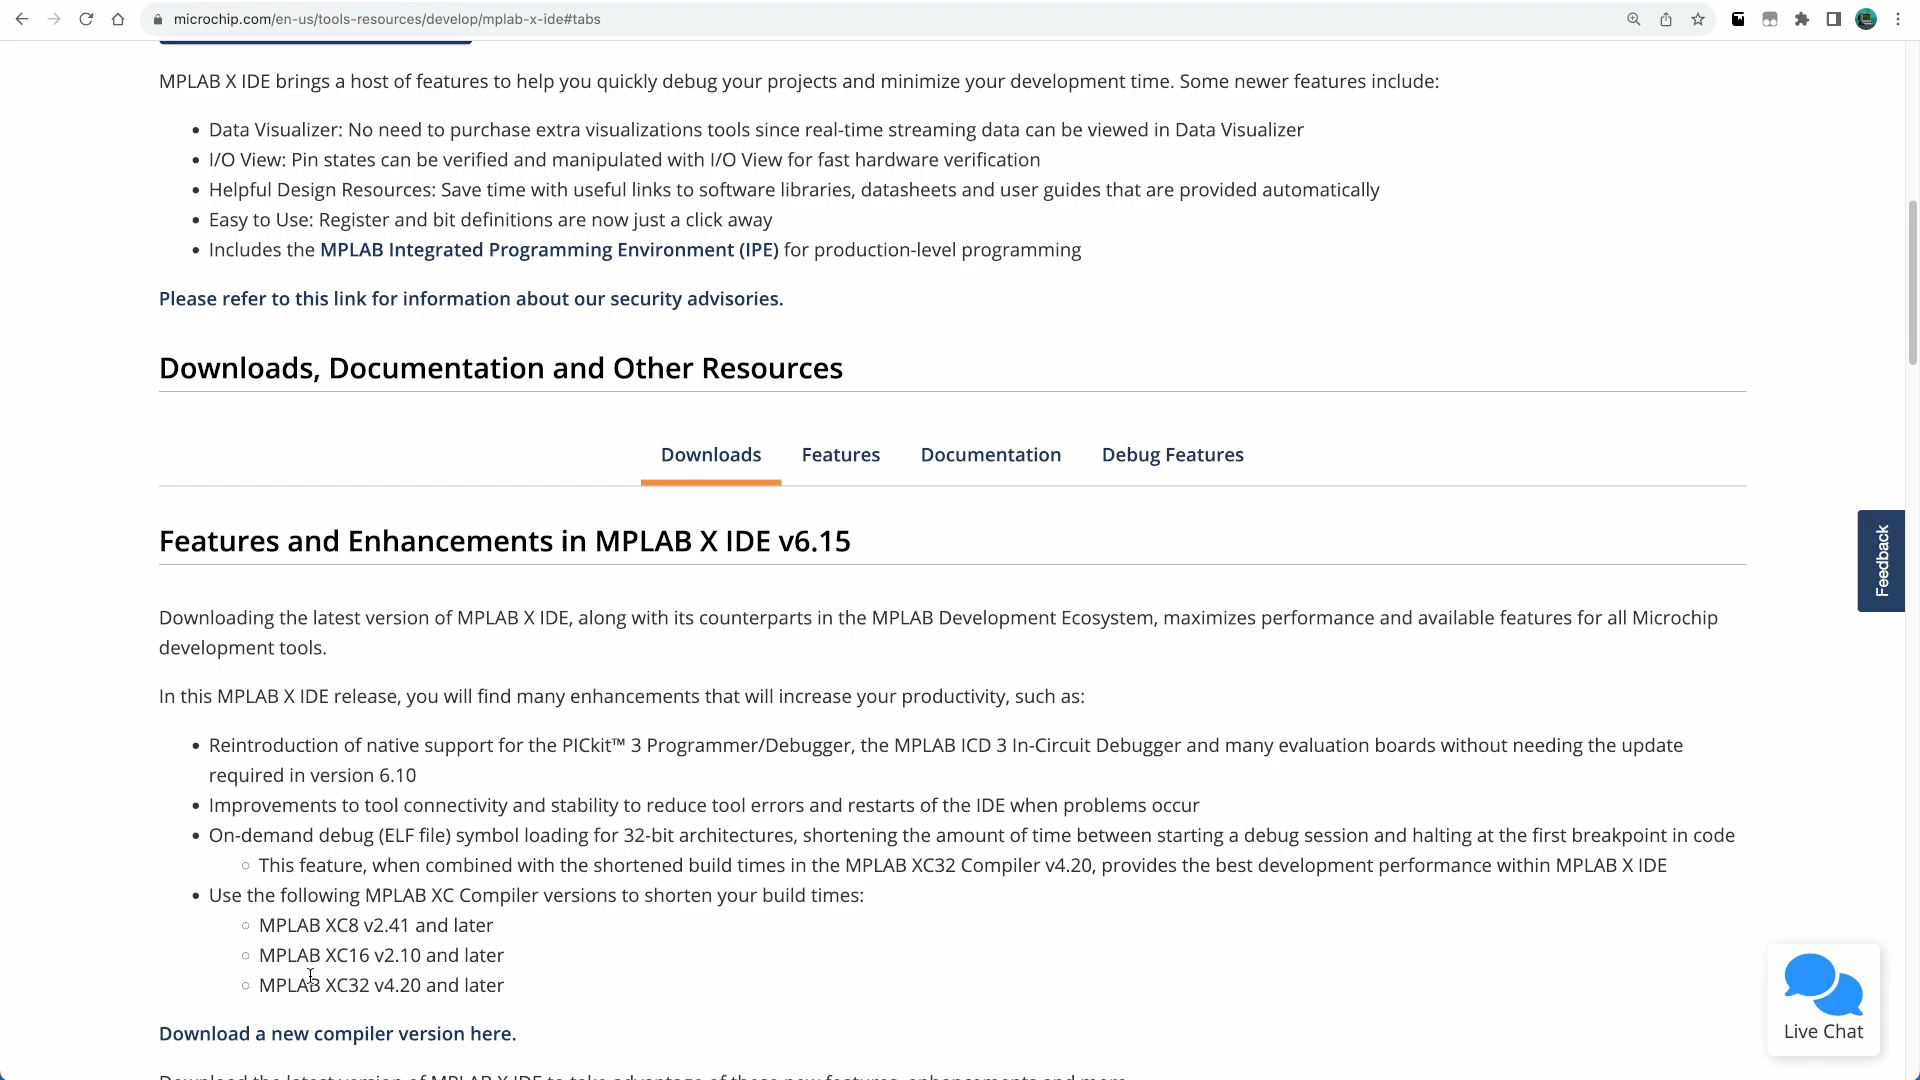 microchip.com/en-us/tools-resources/develop/mplab-x-ide#tabs
MPLAB X IDE brings a host of features to help you quickly debug your projects and minimize your development time. Some newer features include:
• Data Visualizer: No need to purchase extra visualizations tools since real-time streaming data can be viewed in Data Visualizer
• I/O View: Pin states can be verified and manipulated with I/O View for fast hardware verification
• Helpful Design Resources: Save time with useful links to software libraries, datasheets and user guides that are provided automatically
• Easy to Use: Register and bit definitions are now just a click away
• Includes the MPLAB Integrated Programming Environment (IPE) for production-level programming
Please refer to this link for information about our security advisories.
Downloads, Documentation and Other Resources
Downloads Features Documentation Debug Features
Features and Enhancements in MPLAB X IDE v6.15
Feedback
Downloading the latest version of MPLAB X IDE, along with its counterparts in the MPLAB Development Ecosystem, maximizes performance and available features for all Microchip
development tools.
In this MPLAB X IDE release, you will find many enhancements that will increase your productivity, such as:
• Reintroduction of native support for the PICkit™ 3 Programmer/Debugger, the MPLAB ICD 3 In-Circuit Debugger and many evaluation boards without needing the update
required in version 6.10
• Improvements to tool connectivity and stability to reduce tool errors and restarts of the IDE when problems occur
• On-demand debug (ELF file) symbol loading for 32-bit architectures, shortening the amount of time between starting a debug session and halting at the first breakpoint in code
◦ This feature, when combined with the shortened build times in the MPLAB XC32 Compiler v4.20, provides the best development performance within MPLAB X IDE
• Use the following MPLAB XC Compiler versions to shorten your build times:
◦ MPLAB XC8 v2.41 and later
◦ MPLAB XC16 v2.10 and later
◦ MPLAB XC32 v4.20 and later
Live Chat
Download a new compiler version here.
Download the latest version of MPLAB X IDE to take advantage of these new features, enhancements and more.